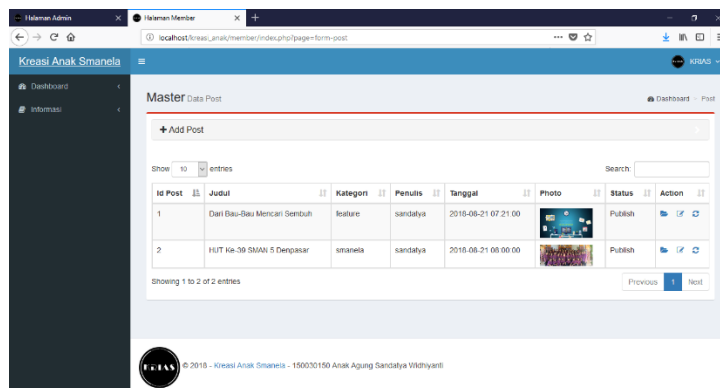 Halaman Admin
Halaman Member
localhost/kreasi_anak/member/index.php?page=form-post
Kreasi Anak Smanela
KRIAS
Dashboard
Informasi
Master Data Post
Dashboard > Post
Add Post
Show 10 entries
Search:
Id Post Judul Kategori Penulis Tanggal Photo Status Action
1 Dari Bau-Bau Mencari Sembuh feature sandatya 2018-08-21 07:21:00 Publish
2 HUT Ke-39 SMAN 5 Denpasar smanela sandatya 2018-08-21 08:00:00 Publish
Showing 1 to 2 of 2 entries
Previous 1 Next
KRIAS
© 2018 - Kreasi Anak Smanela - 150030150 Anak Agung Sandatya Widhiyanti